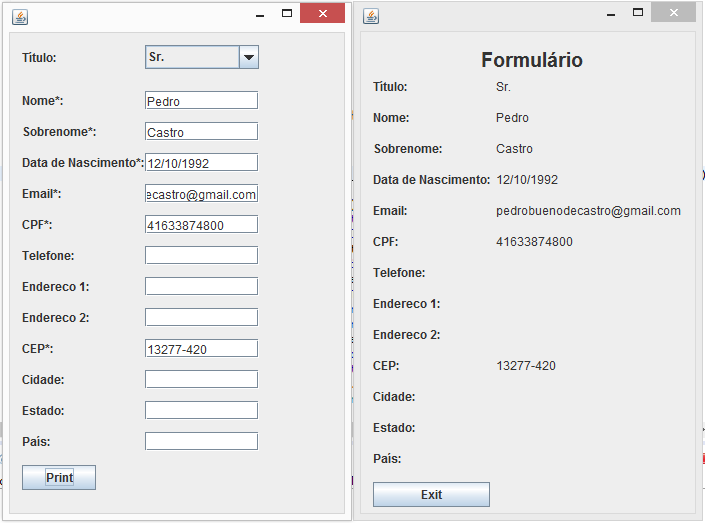 Título: Sr.
Nome*: Pedro
Sobrenome*: Castro
Data de Nascimento*: 12/10/1992
Email*: ecastro@gmail.com
CPF*: 41633874800
Telefone:
Endereco 1:
Endereco 2:
CEP*: 13277-420
Cidade:
Estado:
País:
Print
Formulário
Título: Sr.
Nome: Pedro
Sobrenome: Castro
Data de Nascimento: 12/10/1992
Email: pedrobuenodecastro@gmail.com
CPF: 41633874800
Telefone:
Endereco 1:
Endereco 2:
CEP: 13277-420
Cidade:
Estado:
País:
Exit